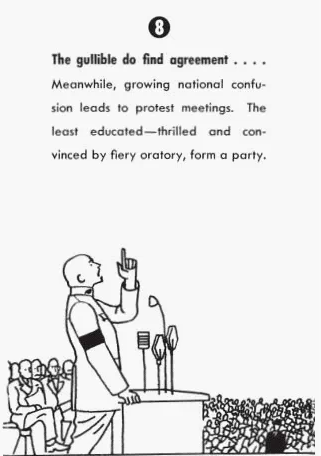 8
The gullible do find agreement . . . .
Meanwhile, growing national confu-
sion leads to protest meetings. The
least educated—thrilled and con-
vinced by fiery oratory, form a party.